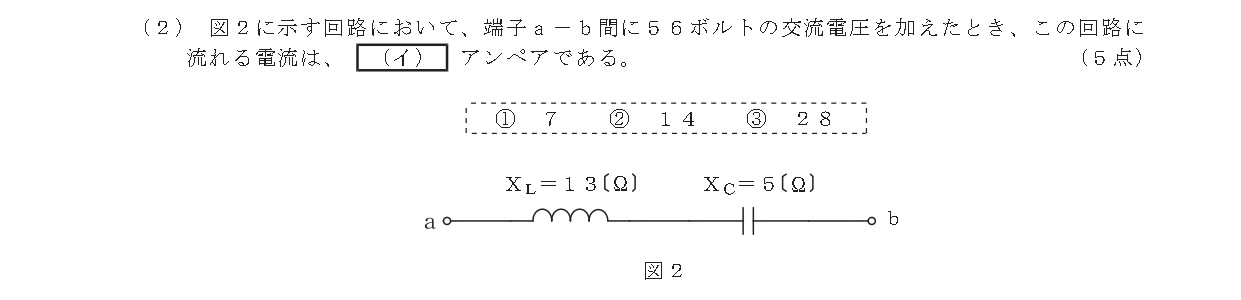 （２） 図２に示す回路において、端子ａ－ｂ間に５６ボルトの交流電圧を加えたとき、この回路に
流れる電流は、 （イ） アンペアである。 （５点）
① ７ ② １４ ③ ２８
ＸL＝１３〔Ω〕 ＸC＝５〔Ω〕
a b
図２